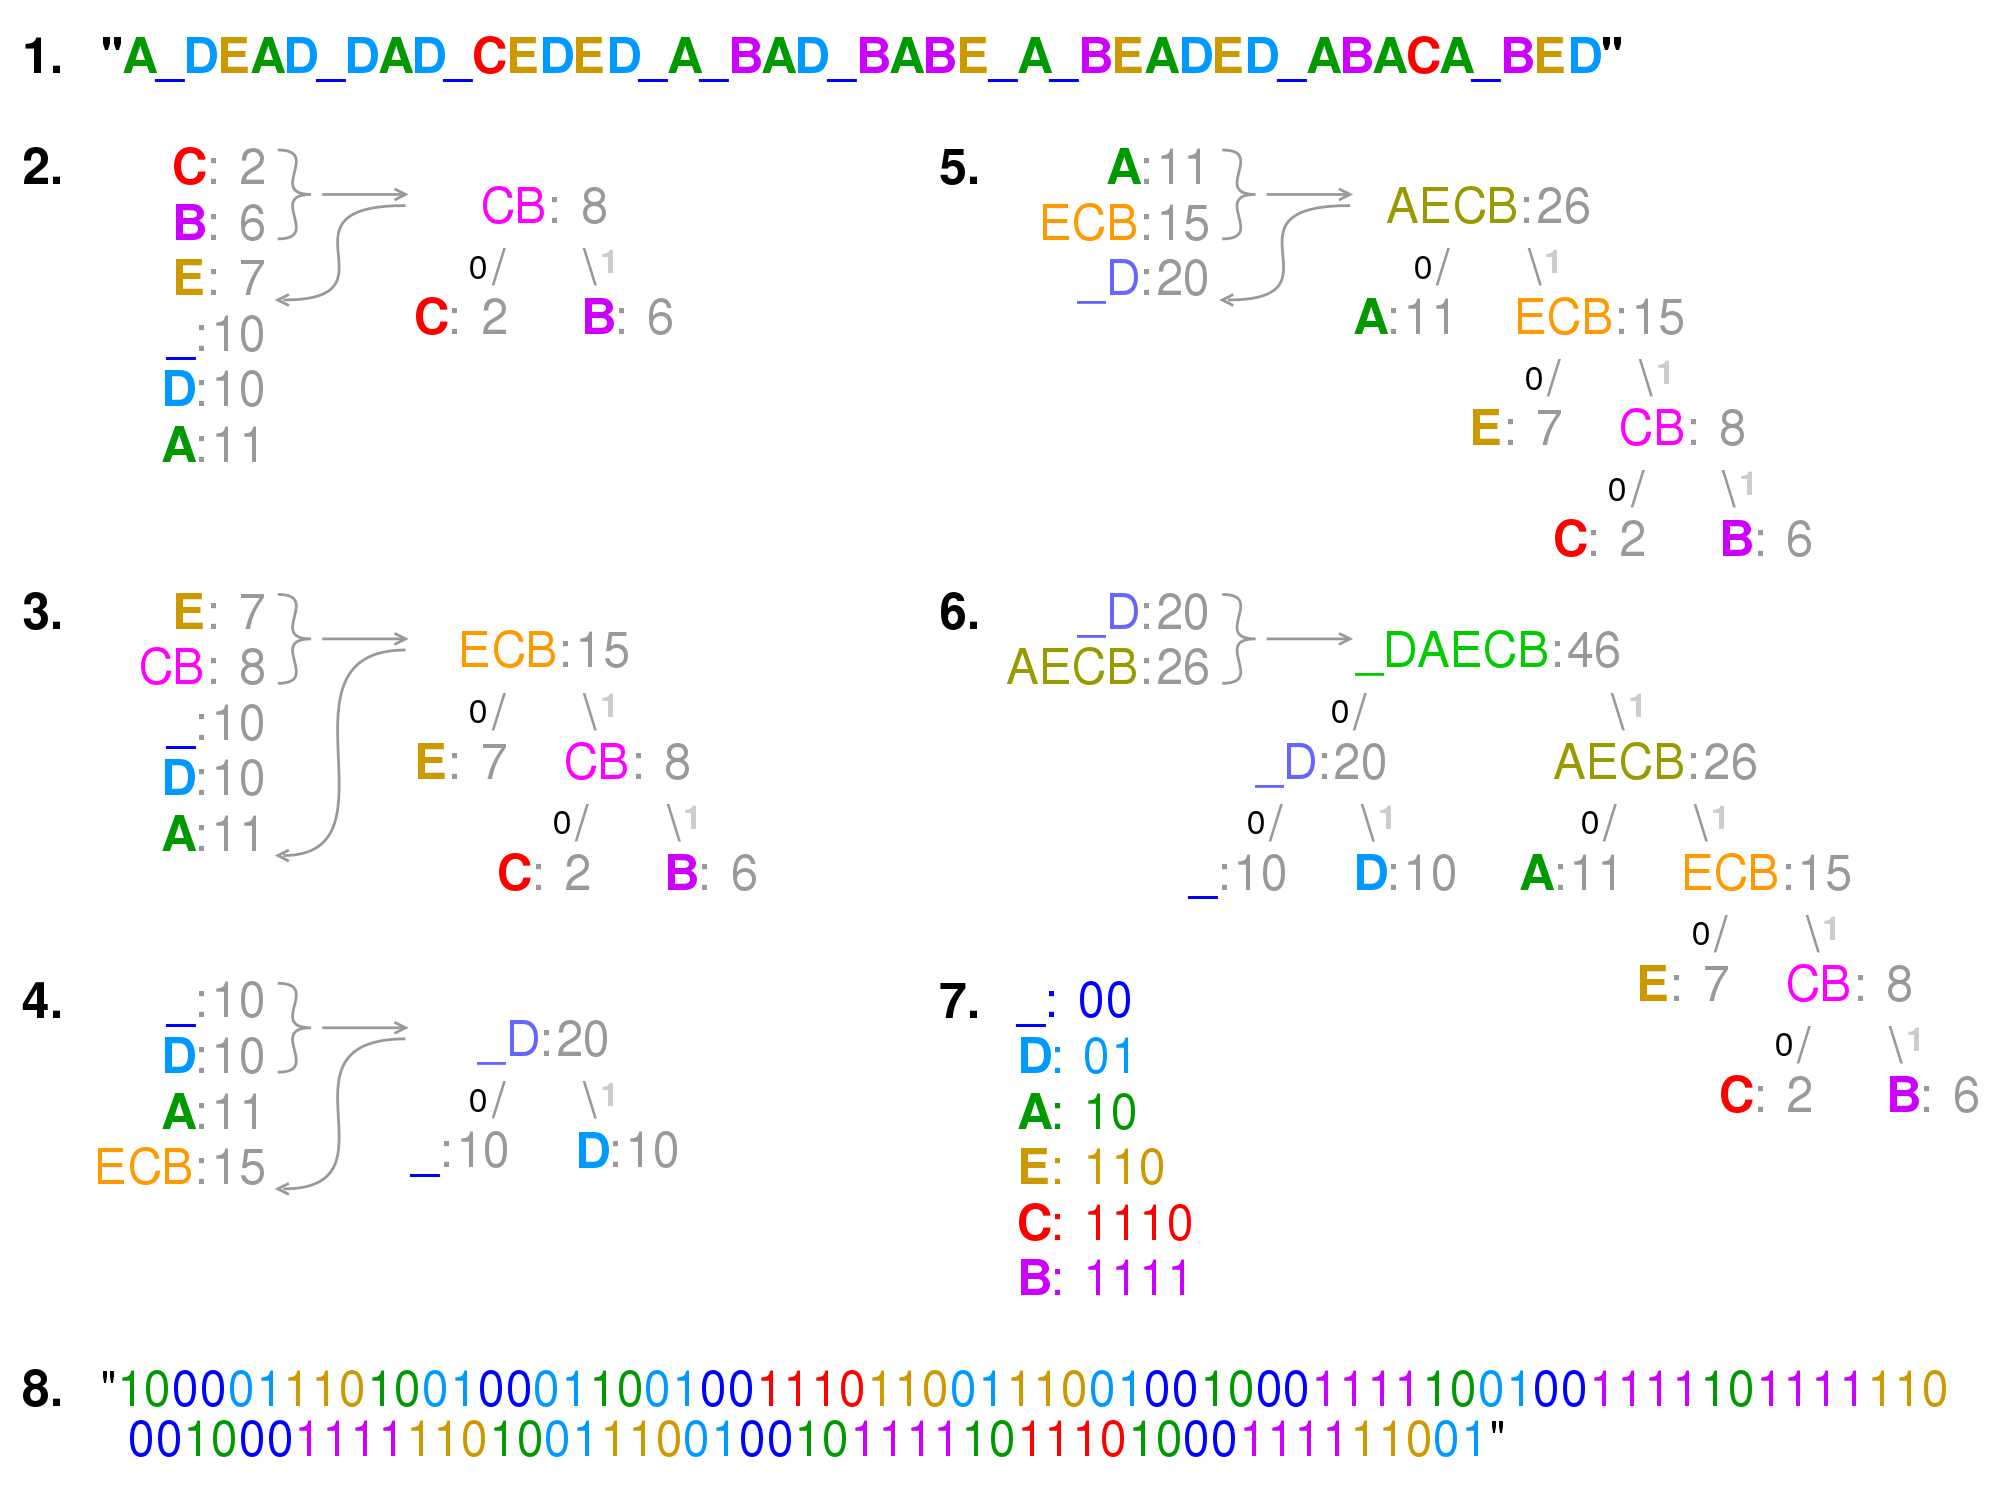 1. "A_DEAD_DAD_CEDED_A_BAD_BABE_A_BEADED_ABACA_BED"
2.
C: 2
B: 6
E: 7
_:10
D:10
A:11
CB: 8
0 1
C: 2 B: 6
3.
E: 7
CB: 8
_:10
D:10
A:11
ECB:15
0 1
E: 7 CB: 8
0 1
C: 2 B: 6
4.
_:10
D:10
A:11
ECB:15
_D:20
0 1
_:10 D:10
5.
A:11
ECB:15
_D:20
AECB:26
0 1
A:11 ECB:15
0 1
E: 7 CB: 8
0 1
C: 2 B: 6
6.
_D:20
AECB:26
_DAECB:46
0 1
_D:20 AECB:26
0 1 0 1
_:10 D:10 A:11 ECB:15
0 1
E: 7 CB: 8
0 1
C: 2 B: 6
7.
_: 00
D: 01
A: 10
E: 110
C: 1110
B: 1111
8. "100001110100100011001001110110011100100100011111001001111101111110
0010001111110100111001001011111011101000111111001"